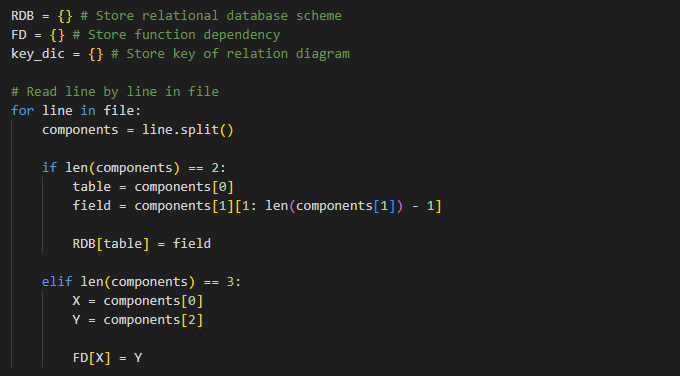 RDB = {} # Store relational database scheme
FD = {} # Store function dependency
key_dic = {} # Store key of relation diagram
# Read line by line in file
for line in file:
components = line.split()
if len(components) == 2:
table = components[0]
field = components[1][1: len(components[1]) - 1]
RDB[table] = field
elif len(components) == 3:
X = components[0]
Y = components[2]
FD[X] = Y